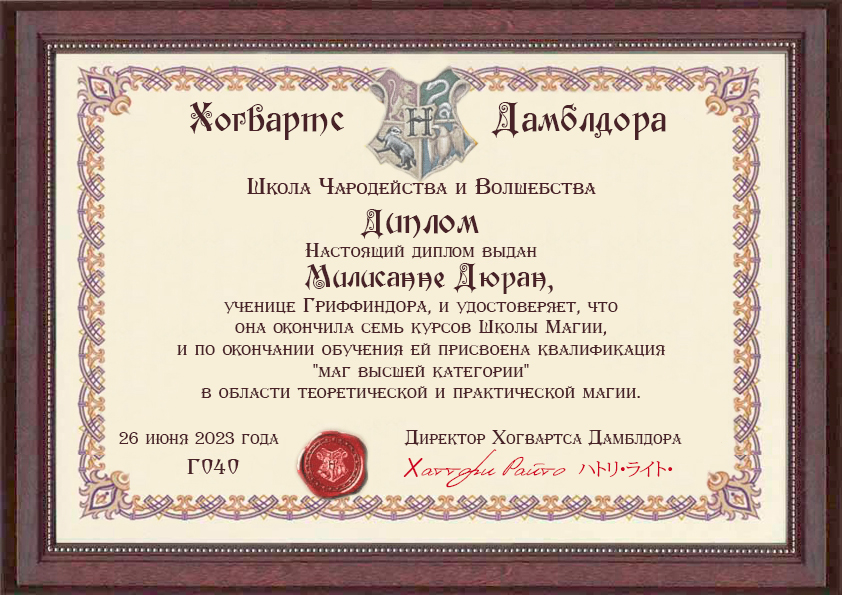 Хогвартс Дамблдора
H
Школа Чародейства и Волшебства
Диплом
Настоящий диплом выдан
Милисанне Дюран,
ученице Гриффиндора, и удостоверяет, что
она окончила семь курсов Школы Магии,
и по окончании обучения ей присвоена квалификация
"маг высшей категории"
в области теоретической и практической магии.
26 июня 2023 года Директор Хогвартса Дамблдора
ГО40 Хаттори Райто ハトリ・ライト・